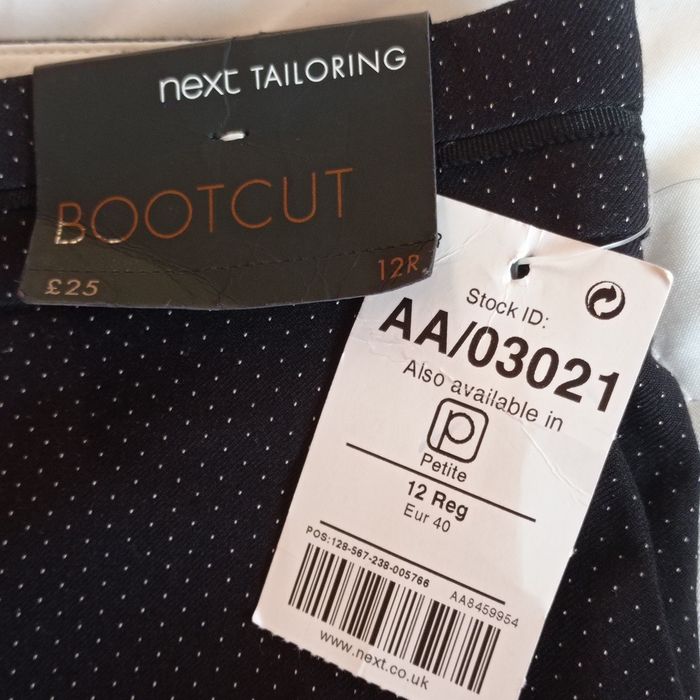 next TAILORING
BOOTCUT
£25
12R
Stock ID:
AA/03021
Also available in
p
Petite
12 Reg
Eur 40
POS:128-567-238-005766
AA8459954
www.next.co.uk